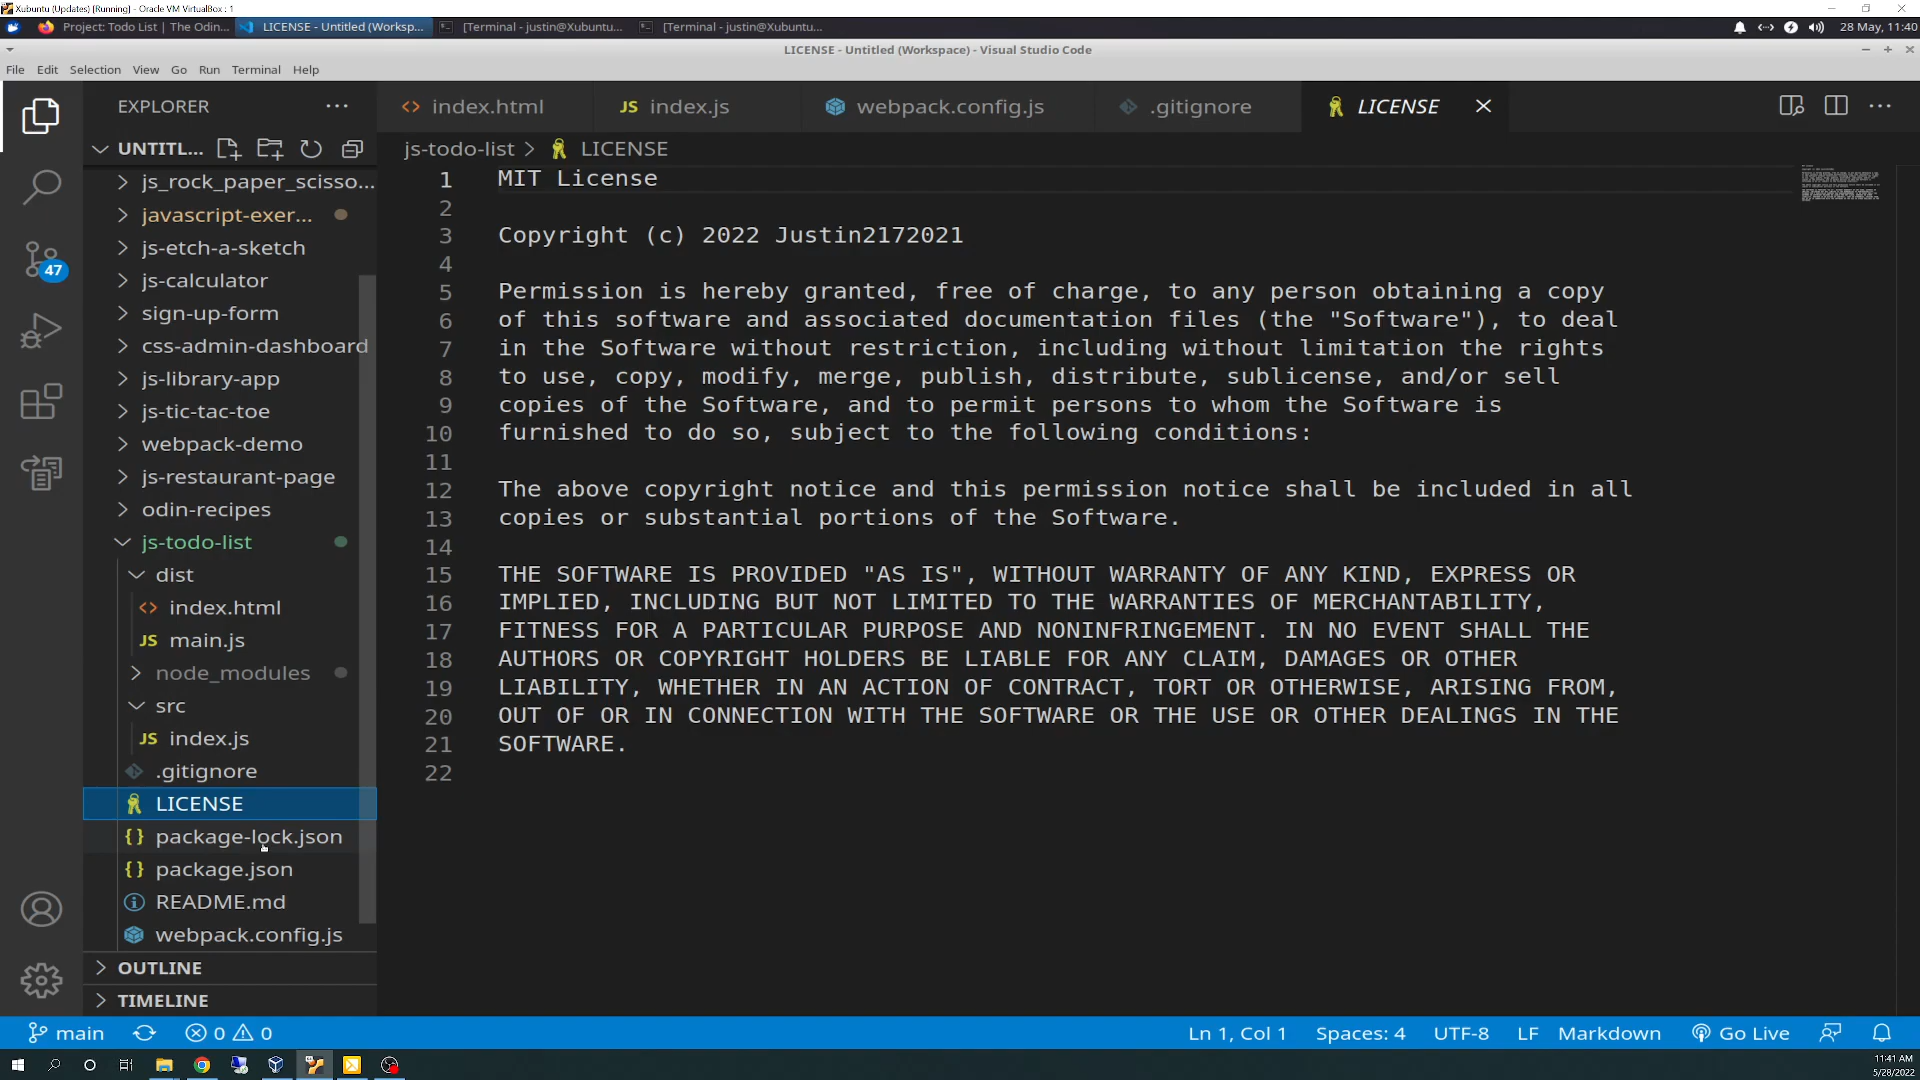 Xubuntu (Updates) [Running] - Oracle VM VirtualBox : 1
Project: Todo List | The Odin...
LICENSE - Untitled (Worksp...
[Terminal - justin@Xubuntu...
[Terminal - justin@Xubuntu...
28 May, 11:40
LICENSE - Untitled (Workspace) - Visual Studio Code
File Edit Selection View Go Run Terminal Help
EXPLORER
UNTITL...
js_rock_paper_scisso...
javascript-exer...
js-etch-a-sketch
js-calculator
sign-up-form
css-admin-dashboard
js-library-app
js-tic-tac-toe
webpack-demo
js-restaurant-page
odin-recipes
js-todo-list
dist
<> index.html
JS main.js
node_modules
src
JS index.js
.gitignore
LICENSE
{} package-lock.json
{} package.json
README.md
webpack.config.js
OUTLINE
TIMELINE
47
<> index.html
JS index.js
webpack.config.js
.gitignore
LICENSE
js-todo-list > LICENSE
1 MIT License
2
3 Copyright (c) 2022 Justin2172021
4
5 Permission is hereby granted, free of charge, to any person obtaining a copy
6 of this software and associated documentation files (the "Software"), to deal
7 in the Software without restriction, including without limitation the rights
8 to use, copy, modify, merge, publish, distribute, sublicense, and/or sell
9 copies of the Software, and to permit persons to whom the Software is
10 furnished to do so, subject to the following conditions:
11
12 The above copyright notice and this permission notice shall be included in all
13 copies or substantial portions of the Software.
14
15 THE SOFTWARE IS PROVIDED "AS IS", WITHOUT WARRANTY OF ANY KIND, EXPRESS OR
16 IMPLIED, INCLUDING BUT NOT LIMITED TO THE WARRANTIES OF MERCHANTABILITY,
17 FITNESS FOR A PARTICULAR PURPOSE AND NONINFRINGEMENT. IN NO EVENT SHALL THE
18 AUTHORS OR COPYRIGHT HOLDERS BE LIABLE FOR ANY CLAIM, DAMAGES OR OTHER
19 LIABILITY, WHETHER IN AN ACTION OF CONTRACT, TORT OR OTHERWISE, ARISING FROM,
20 OUT OF OR IN CONNECTION WITH THE SOFTWARE OR THE USE OR OTHER DEALINGS IN THE
21 SOFTWARE.
22
main 0 0 Ln 1, Col 1 Spaces: 4 UTF-8 LF Markdown Go Live
11:41 AM
5/28/2022